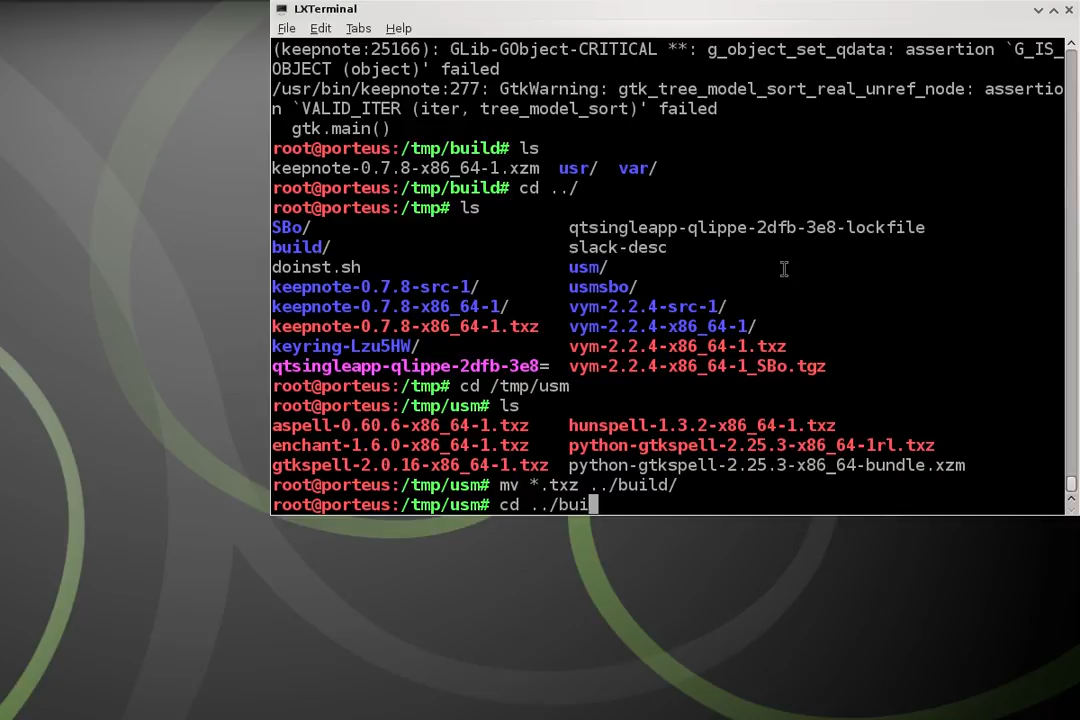 LXTerminal
File Edit Tabs Help
(keepnote:25166): GLib-GObject-CRITICAL **: g_object_set_qdata: assertion `G_IS_
OBJECT (object)' failed
/usr/bin/keepnote:277: GtkWarning: gtk_tree_model_sort_real_unref_node: assertio
n `VALID_ITER (iter, tree_model_sort)' failed
  gtk.main()
root@porteus:/tmp/build# ls
keepnote-0.7.8-x86_64-1.xzm  usr/  var/
root@porteus:/tmp/build# cd ../
root@porteus:/tmp# ls
SBo/                          qtsingleapp-qlippe-2dfb-3e8-lockfile
build/                        slack-desc
doinst.sh                     usm/
keepnote-0.7.8-src-1/         usmsbo/
keepnote-0.7.8-x86_64-1/      vym-2.2.4-src-1/
keepnote-0.7.8-x86_64-1.txz   vym-2.2.4-x86_64-1/
keyring-Lzu5HW/               vym-2.2.4-x86_64-1.txz
qtsingleapp-qlippe-2dfb-3e8=  vym-2.2.4-x86_64-1_SBo.tgz
root@porteus:/tmp# cd /tmp/usm
root@porteus:/tmp/usm# ls
aspell-0.60.6-x86_64-1.txz    hunspell-1.3.2-x86_64-1.txz
enchant-1.6.0-x86_64-1.txz    python-gtkspell-2.25.3-x86_64-1rl.txz
gtkspell-2.0.16-x86_64-1.txz  python-gtkspell-2.25.3-x86_64-bundle.xzm
root@porteus:/tmp/usm# mv *.txz ../build/
root@porteus:/tmp/usm# cd ../bui